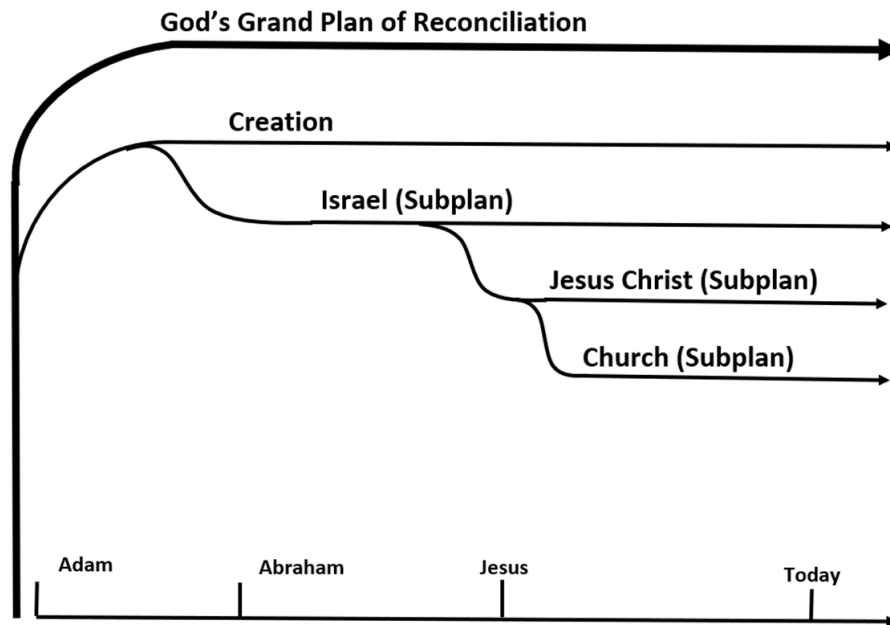 God’s Grand Plan of Reconciliation
Creation
Israel (Subplan)
Jesus Christ (Subplan)
Church (Subplan)
Adam
Abraham
Jesus
Today